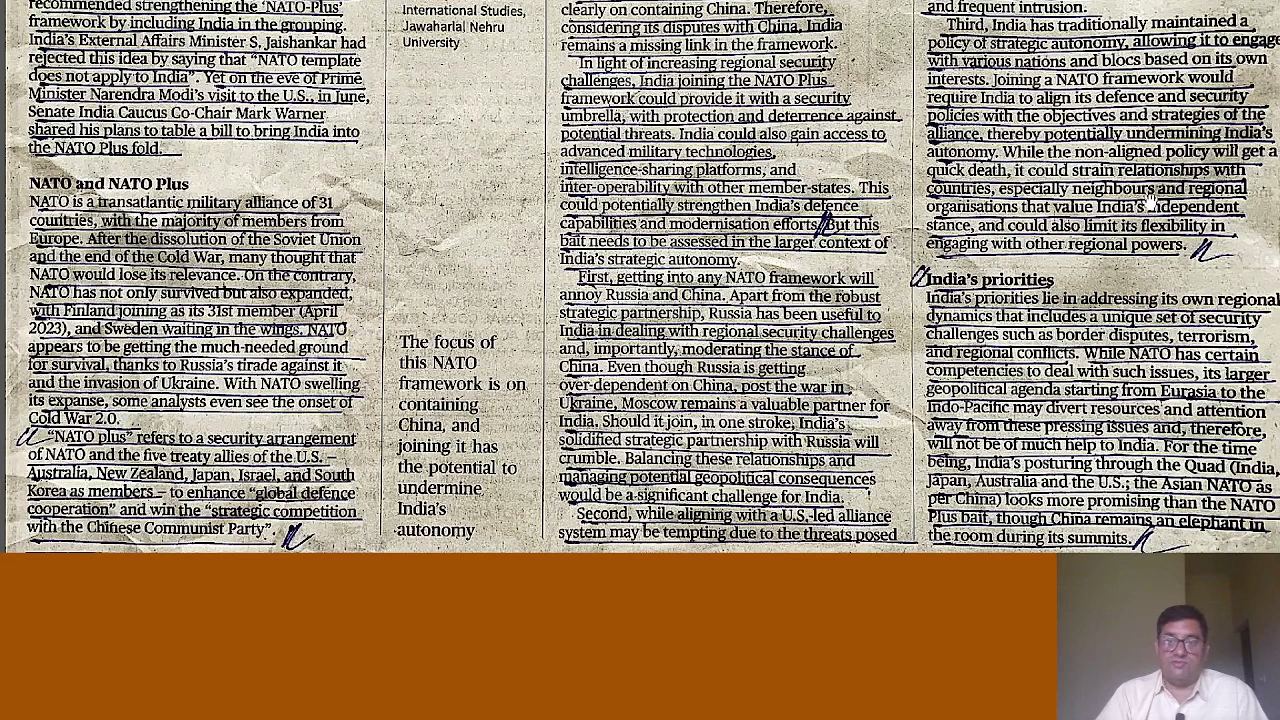 recommended strengthening the 'NATO-Plus'
framework by including India in the grouping.
India's External Affairs Minister S. Jaishankar had
rejected this idea by saying that "NATO template
does not apply to India". Yet on the eve of Prime
Minister Narendra Modi's visit to the U.S., in June,
Senate India Caucus Co-Chair Mark Warner
shared his plans to table a bill to bring India into
the NATO Plus fold.
NATO and NATO Plus
NATO is a transatlantic military alliance of 31
countries, with the majority of members from
Europe. After the dissolution of the Soviet Union
and the end of the Cold War, many thought that
NATO would lose its relevance. On the contrary,
NATO has not only survived but also expanded,
with Finland joining as its 31st member (April
2023), and Sweden waiting in the wings. NATO
appears to be getting the much-needed ground
for survival, thanks to Russia's tirade against it
and the invasion of Ukraine. With NATO swelling
its expanse, some analysts even see the onset of
Cold War 2.0.
"NATO plus" refers to a security arrangement
of NATO and the five treaty allies of the U.S. –
Australia, New Zealand, Japan, Israel, and South
Korea as members – to enhance "global defence
cooperation" and win the "strategic competition
with the Chinese Communist Party".
International Studies,
Jawaharlal Nehru
University
The focus of
this NATO
framework is on
containing
China, and
joining it has
the potential to
undermine
India's
autonomy
clearly on containing China. Therefore,
considering its disputes with China, India
remains a missing link in the framework.
In light of increasing regional security
challenges, India joining the NATO Plus
framework could provide it with a security
umbrella, with protection and deterrence against
potential threats. India could also gain access to
advanced military technologies,
intelligence-sharing platforms, and
inter-operability with other member-states. This
could potentially strengthen India's defence
capabilities and modernisation efforts. But this
bait needs to be assessed in the larger context of
India's strategic autonomy.
First, getting into any NATO framework will
annoy Russia and China. Apart from the robust
strategic partnership, Russia has been useful to
India in dealing with regional security challenges
and, importantly, moderating the stance of
China. Even though Russia is getting
over-dependent on China, post the war in
Ukraine, Moscow remains a valuable partner for
India. Should it join, in one stroke, India's
solidified strategic partnership with Russia will
crumble. Balancing these relationships and
managing potential geopolitical consequences
would be a significant challenge for India.
Second, while aligning with a U.S.-led alliance
system may be tempting due to the threats posed
and frequent intrusion.
Third, India has traditionally maintained a
policy of strategic autonomy, allowing it to engage
with various nations and blocs based on its own
interests. Joining a NATO framework would
require India to align its defence and security
policies with the objectives and strategies of the
alliance, thereby potentially undermining India's
autonomy. While the non-aligned policy will get a
quick death, it could strain relationships with
countries, especially neighbours and regional
organisations that value India's independent
stance, and could also limit its flexibility in
engaging with other regional powers.
India's priorities
India's priorities lie in addressing its own regional
dynamics that includes a unique set of security
challenges such as border disputes, terrorism,
and regional conflicts. While NATO has certain
competencies to deal with such issues, its larger
geopolitical agenda starting from Eurasia to the
Indo-Pacific may divert resources and attention
away from these pressing issues and, therefore,
will not be of much help to India. For the time
being, India's posturing through the Quad (India,
Japan, Australia and the U.S.; the Asian NATO as
per China) looks more promising than the NATO
Plus bait, though China remains an elephant in
the room during its summits.